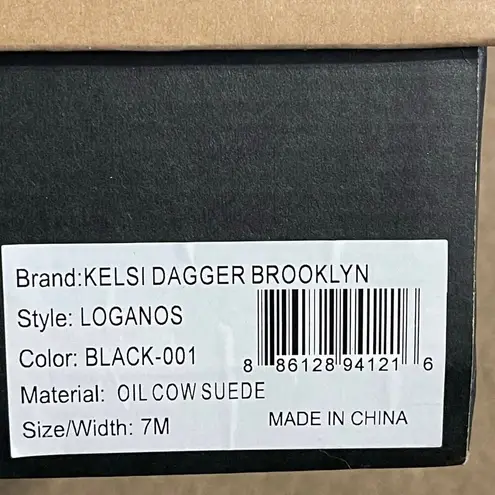 Brand:KELSI DAGGER BROOKLYN
Style: LOGANOS
Color: BLACK-001
8 86128 94121 6
Material: OIL COW SUEDE
Size/Width: 7M
MADE IN CHINA